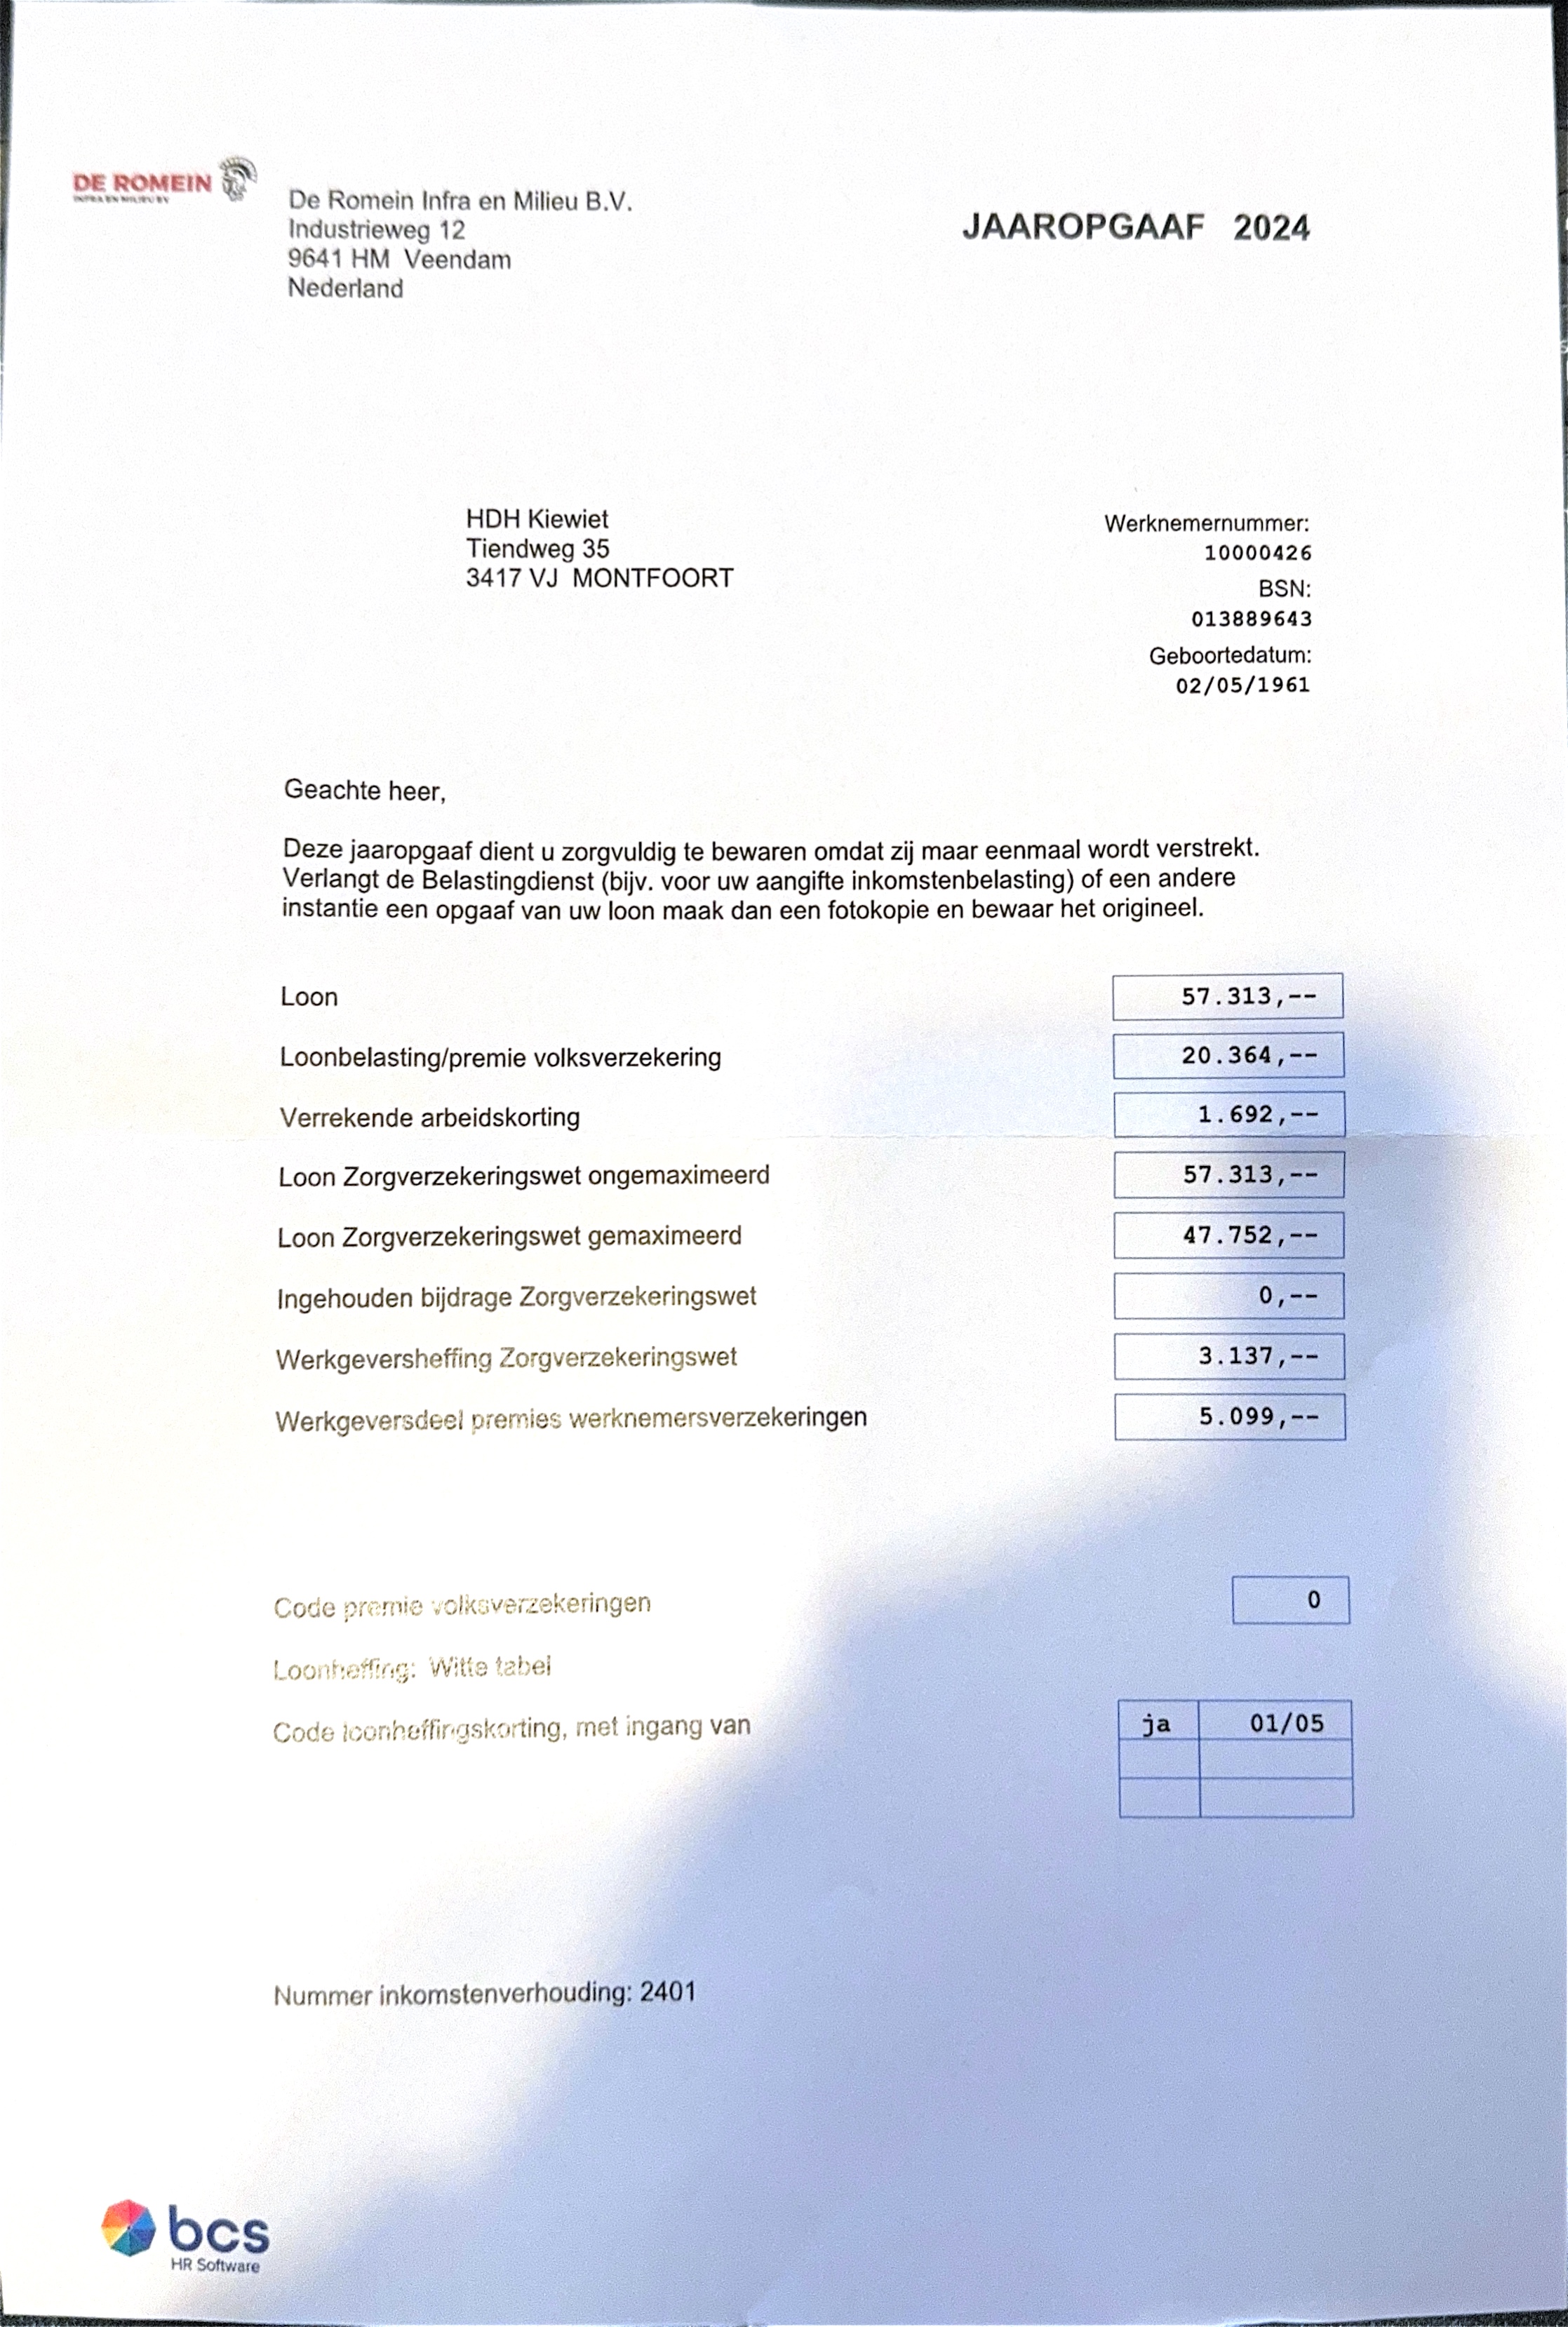 DE ROMEIN
INFRA EN MILIEU BV
De Romein Infra en Milieu B.V.
Industrieweg 12
9641 HM Veendam
Nederland
JAAROPGAAF 2024
HDH Kiewiet
Tiendweg 35
3417 VJ MONTFOORT
Werknemernummer:
10000426
BSN:
013889643
Geboortedatum:
02/05/1961
Geachte heer,
Deze jaaropgaaf dient u zorgvuldig te bewaren omdat zij maar eenmaal wordt verstrekt.
Verlangt de Belastingdienst (bijv. voor uw aangifte inkomstenbelasting) of een andere
instantie een opgaaf van uw loon maak dan een fotokopie en bewaar het origineel.
Loon 57.313,--
Loonbelasting/premie volksverzekering 20.364,--
Verrekende arbeidskorting 1.692,--
Loon Zorgverzekeringswet ongemaximeerd 57.313,--
Loon Zorgverzekeringswet gemaximeerd 47.752,--
Ingehouden bijdrage Zorgverzekeringswet 0,--
Werkgeversheffing Zorgverzekeringswet 3.137,--
Werkgeversdeel premies werknemersverzekeringen 5.099,--
Code premie volksverzekeringen 0
Loonheffing: Witte tabel
Code loonheffingskorting, met ingang van ja 01/05
Nummer inkomstenverhouding: 2401
bcs
HR Software